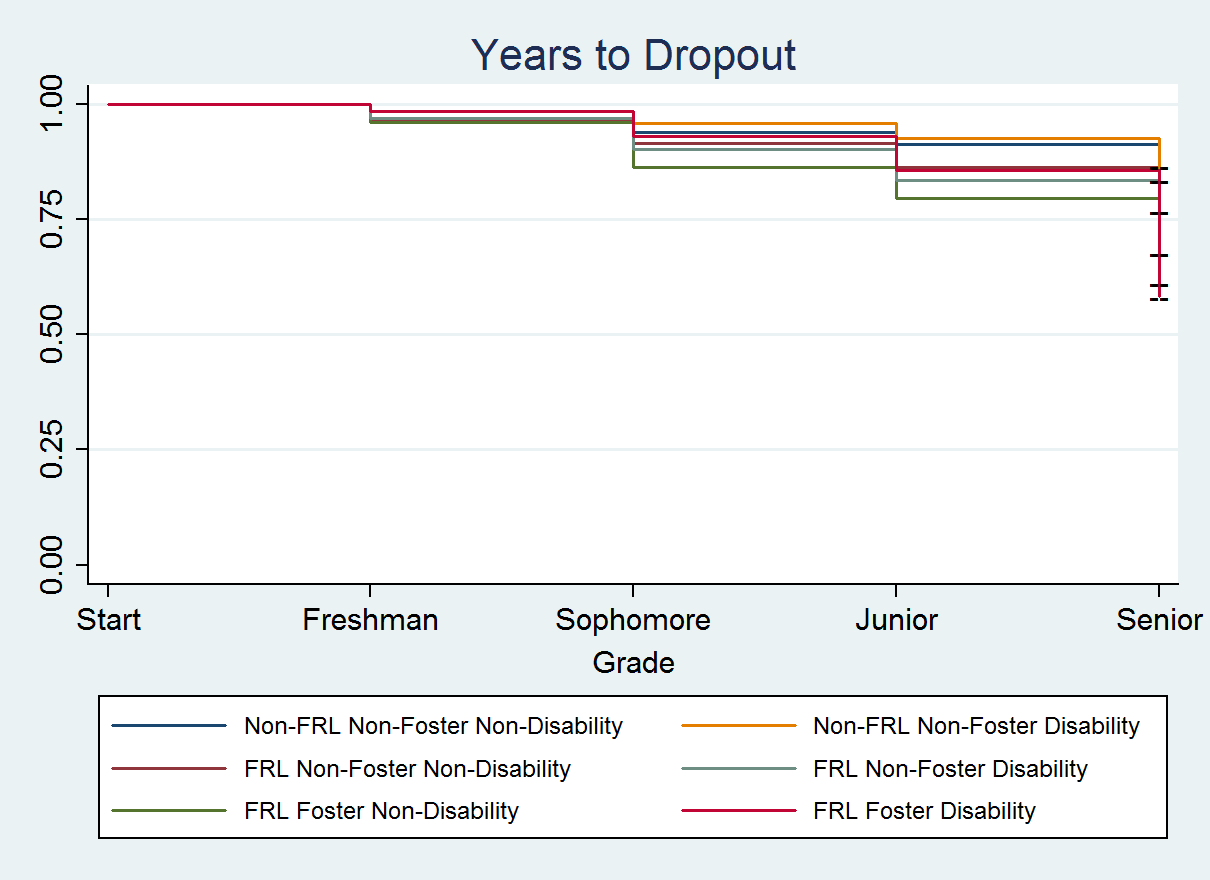 Years to Dropout
1.00
0.75
0.50
0.25
0.00
Start Freshman Sophomore Junior Senior
Grade
Non-FRL Non-Foster Non-Disability Non-FRL Non-Foster Disability
FRL Non-Foster Non-Disability FRL Non-Foster Disability
FRL Foster Non-Disability FRL Foster Disability